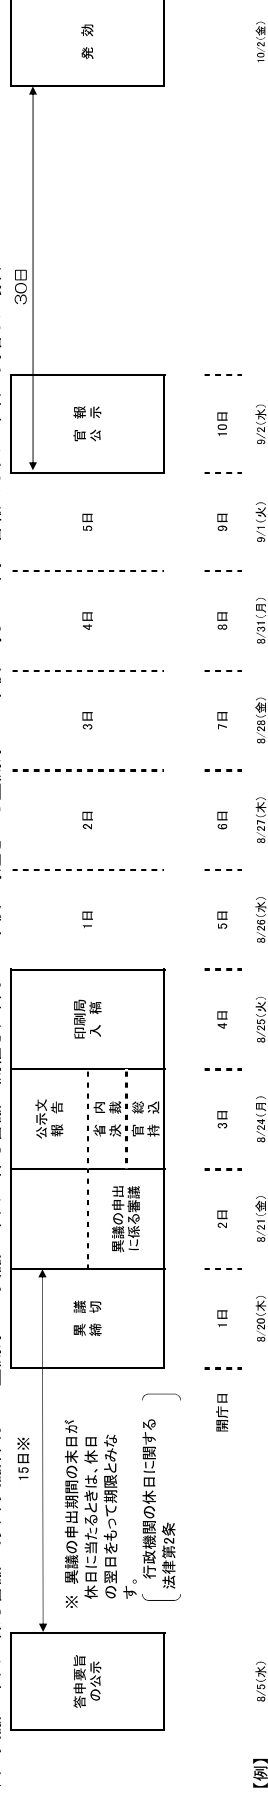 答申要旨
の公示
15日※
※ 異議の申出期間の末日が
休日に当たるときは、休日
の翌日をもって期限とみな
す。
行政機関の休日に関する
法律第2条
異議
締切
異議の申出
に係る審議
公示文
報告
省内
決裁
官総
持込
印刷局
入稿
1日
2日
3日
4日
5日
官報
公示
30日
発効
開庁日
1日
2日
3日
4日
5日
6日
7日
8日
9日
10日
【例】
8/5(水)
8/20(木)
8/21(金)
8/24(月)
8/25(火)
8/26(水)
8/27(木)
8/28(金)
8/31(月)
9/1(火)
9/2(水)
10/2(金)